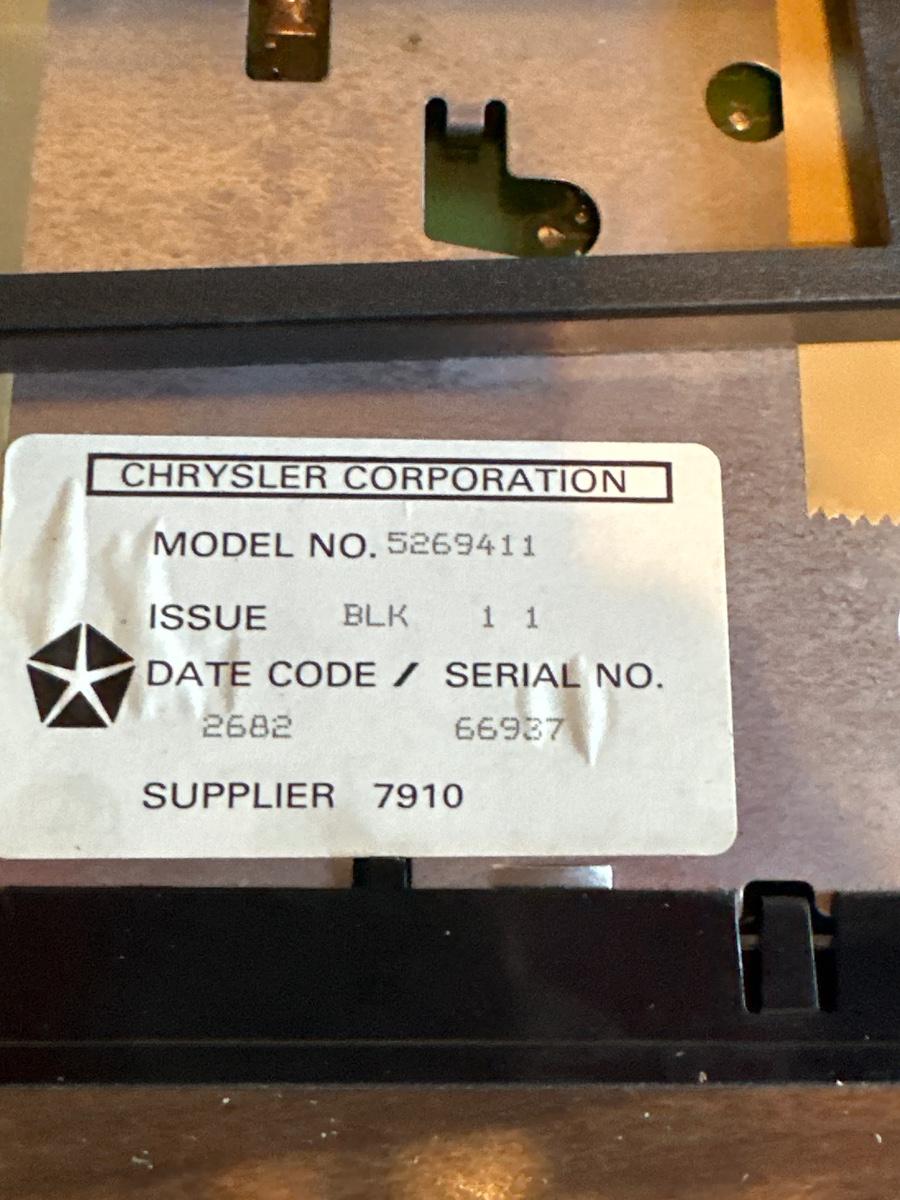 CHRYSLER CORPORATION
MODEL NO. 5269411
ISSUE BLK 1 1
DATE CODE / SERIAL NO.
2682 66937
SUPPLIER 7910